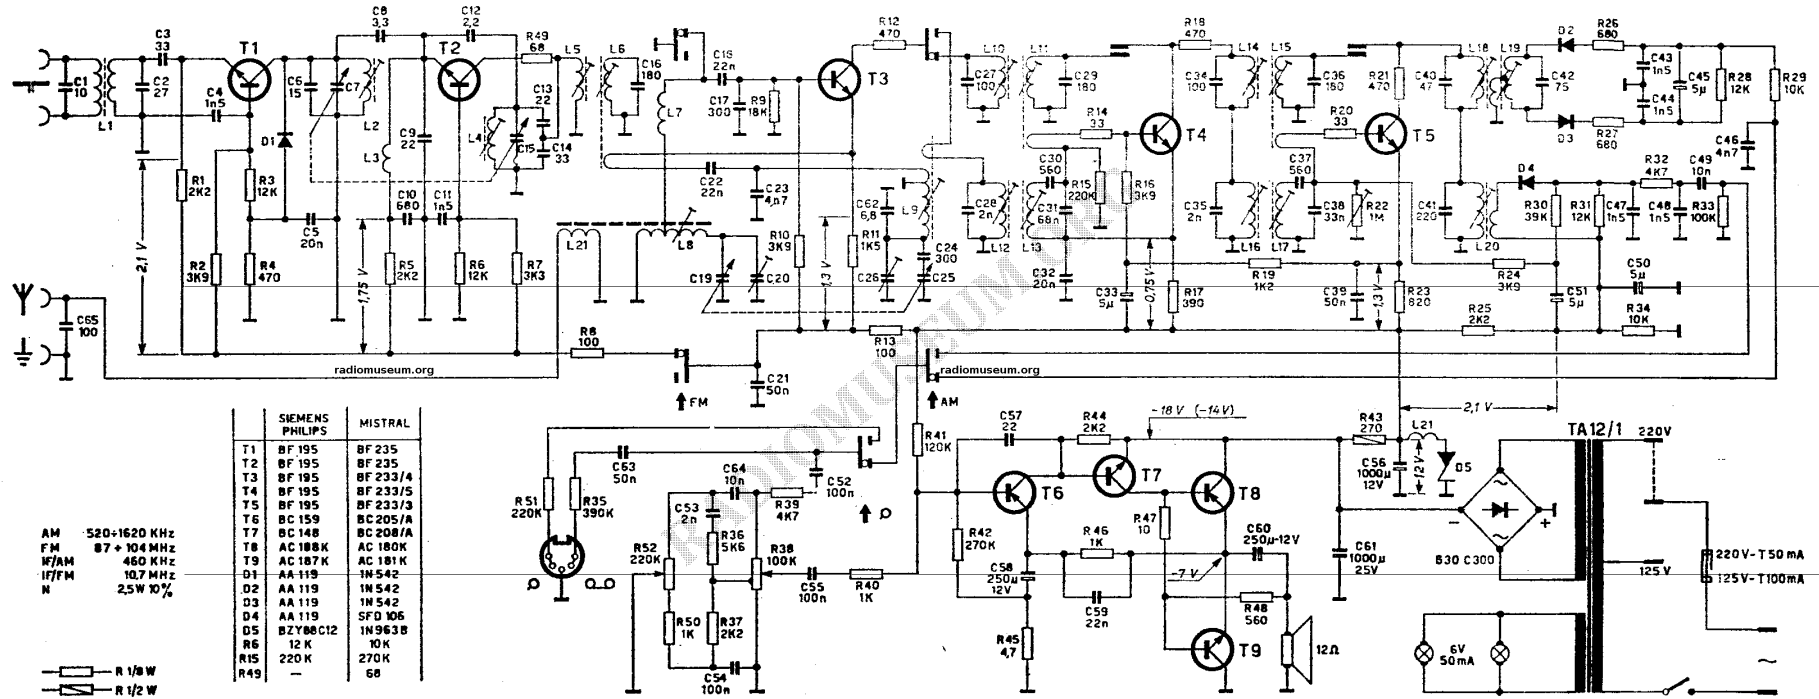 C3
33
C1
10
L1
C2
27
C4
1n5
T1
C6
15
C7
L2
D1
C8
3,3
C12
2,2
T2
C9
22
L3
L4
C15
R49
68
C13
22
C14
33
L5
L6
C16
180
L7
C18
22n
C17
300
R9
18K
R12
470
T3
L10
L11
C27
100
C29
180
R14
33
R18
470
T4
C34
100
L14
L15
C36
180
R20
33
R21
470
T5
C40
47
L18
L19
C42
75
D2
R26
680
C43
1n5
C45
5µ
R28
12K
R29
10K
C44
1n5
D3
R27
680
C46
4n7
2,1 V
R1
2K2
R3
12K
R2
3K9
R4
470
C5
20n
1,75 V
C10
680
C11
1n5
R5
2K2
R6
12K
R7
3K3
L21
L8
C19
C20
C22
22n
C23
4,n7
R10
3K9
1,3 V
R11
1K5
C62
6,8
L9
C24
300
C26
C25
C28
2n
L12
L13
C30
560
C31
68n
R15
220K
R16
3K9
C32
20n
C33
5µ
-0,75 V
R17
390
C35
2n
L16
L17
C37
560
C38
33n
R22
1M
R19
1K2
C39
50n
1,3 V
R23
820
C41
220
L20
D4
R30
39K
R31
12K
C47
1n5
R32
4K7
C48
1n5
C49
10n
R33
100K
R24
3K9
C51
5µ
C50
5µ
R25
2K2
R34
10K
C65
100
R8
100
FM
C21
50n
R13
100
AM
radiomuseum.org
radiomuseum.org
RADIOMUSEUM.ORG
SIEMENS PHILIPS MISTRAL
T1 BF 195 BF 235
T2 BF 195 BF 235
T3 BF 195 BF 233/4
T4 BF 195 BF 233/5
T5 BF 195 BF 233/3
T6 BC 159 BC 205/A
T7 BC 148 BC 208/A
T8 AC 188K AC 180K
T9 AC 187K AC 181K
D1 AA 119 1N 542
D2 AA 119 1N 542
D3 AA 119 1N 542
D4 AA 119 SFD 106
D5 BZY88C12 1N963B
R6 12 K 10K
R15 220 K 270K
R49 — 68
AM 520÷1620 KHz
FM 87 ÷ 104 MHz
IF/AM 460 KHz
IF/FM 10,7 MHz
N 2,5W 10%
R 1/8 W
R 1/2 W
R51
220K
R35
390K
C63
50n
C64
10n
C52
100n
R39
4K7
C53
2n
R36
5K6
R52
220K
R38
100K
R50
1K
R37
2K2
C54
100n
C55
100n
R40
1K
R41
120K
C57
22
R44
2K2
-18 V (-14V)
T6
T7
T8
R42
270K
R47
10
R46
1K
C58
250µ
12V
C59
22n
-7 V
C60
250µ-12V
R48
560
R45
4,7
T9
12Ω
C61
1000µ
25V
R43
270
L21
C56
1000µ
12V
12V
D5
2,1 V
TA12/1
220V
125V
B30 C300
220V-T50mA
125V-T100mA
6V
50mA